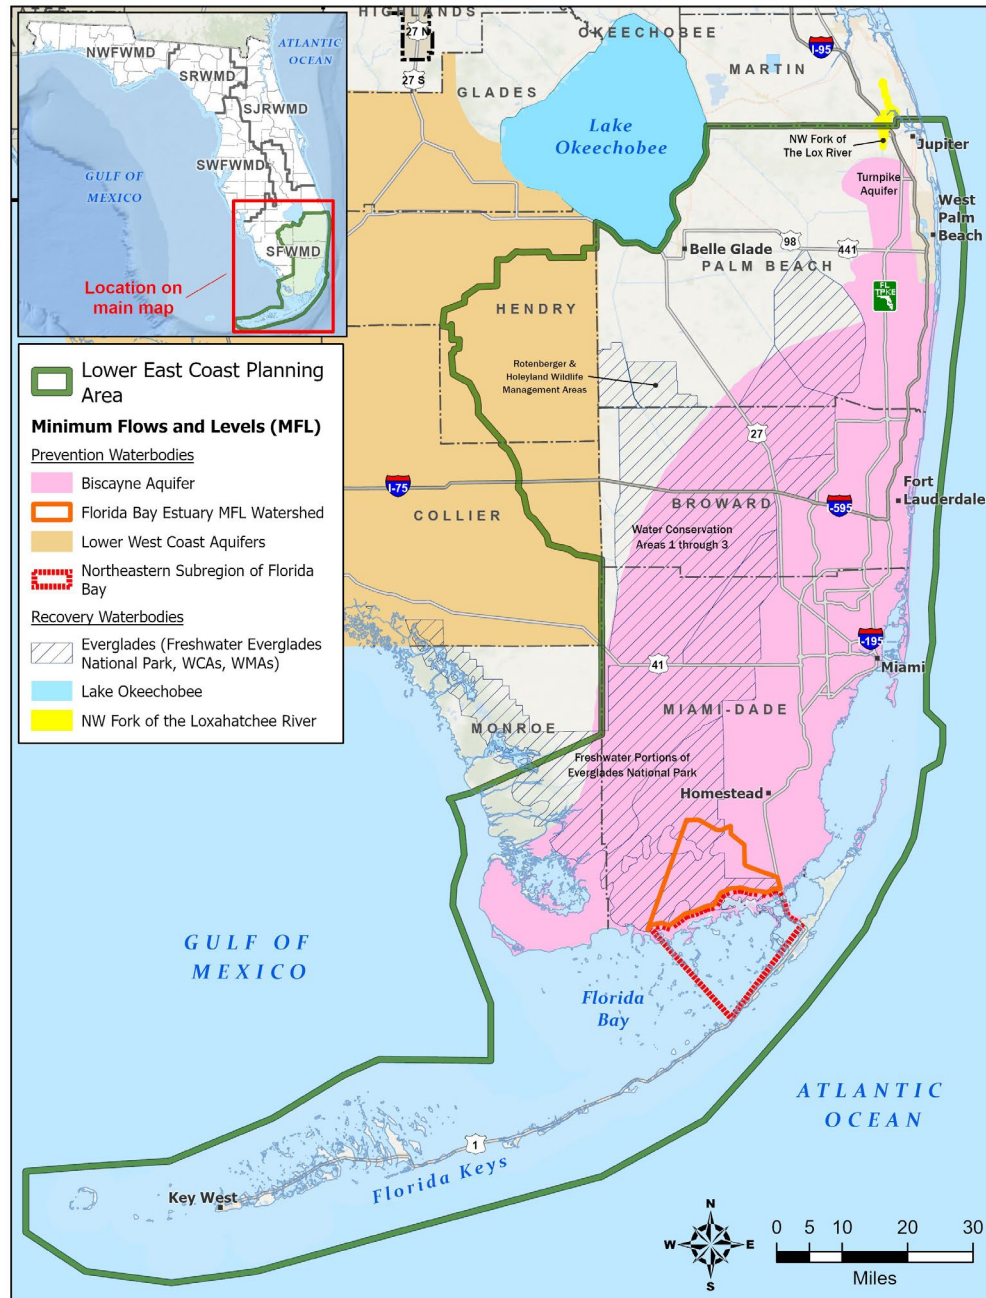 HIGHLANDS
27 N
27 S
OKEECHOBEE
I-95
MARTIN
GLADES
Lake
Okeechobee
NW Fork of
The Lox River
Jupiter
Turnpike
Aquifer
West
Palm
Beach
98
441
Belle Glade
PALM BEACH
FL
TPKE
HENDRY
Rotenberger &
Holeyland Wildlife
Management Areas
27
I-75
Fort
Lauderdale
BROWARD
I-595
COLLIER
Water Conservation
Areas 1 through 3
I-195
41
Miami
MIAMI-DADE
MONROE
Freshwater Portions of
Everglades National Park
Homestead
GULF OF
MEXICO
Florida
Bay
ATLANTIC
OCEAN
1
Florida Keys
Key West
N
W
E
S
0 5 10 20 30
Miles
NWFWMD
ATLANTIC
OCEAN
SRWMD
SJRWMD
SWFWMD
GULF OF
MEXICO
SFWMD
Location on
main map
Lower East Coast Planning
Area
Minimum Flows and Levels (MFL)
Prevention Waterbodies
Biscayne Aquifer
Florida Bay Estuary MFL Watershed
Lower West Coast Aquifers
Northeastern Subregion of Florida
Bay
Recovery Waterbodies
Everglades (Freshwater Everglades
National Park, WCAs, WMAs)
Lake Okeechobee
NW Fork of the Loxahatchee River